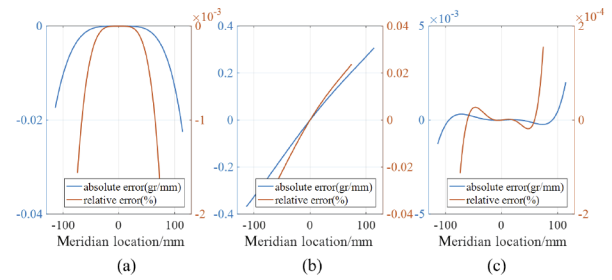 0
-0.02
-0.04
×10⁻³
0
-1
-2
absolute error(gr/mm)
relative error(%)
-100
0
100
Meridian location/mm
(a)
0.4
0.2
0
-0.2
-0.4
0.04
0.02
0
-0.02
-0.04
absolute error(gr/mm)
relative error(%)
-100
0
100
Meridian location/mm
(b)
×10⁻³
5
0
-5
×10⁻⁴
2
0
-2
absolute error(gr/mm)
relative error(%)
-100
0
100
Meridian location/mm
(c)